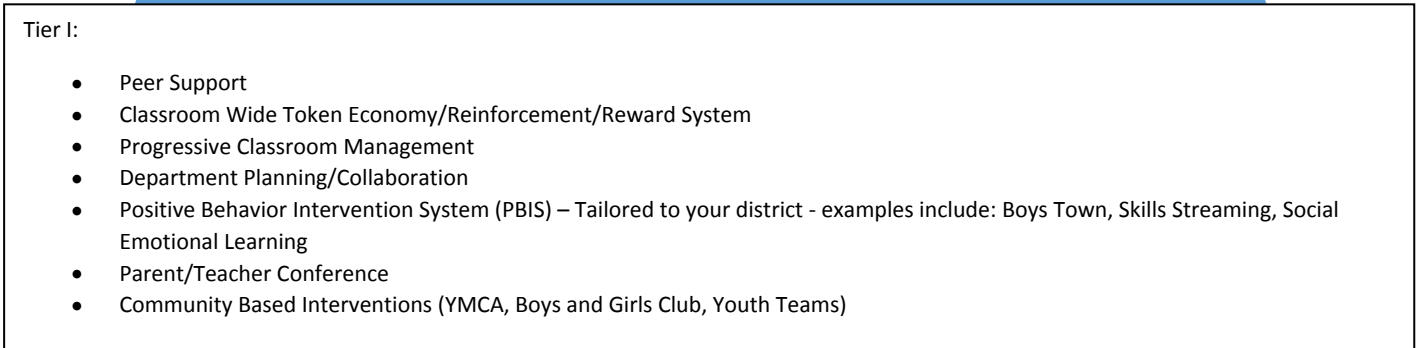 Tier I:
• Peer Support
• Classroom Wide Token Economy/Reinforcement/Reward System
• Progressive Classroom Management
• Department Planning/Collaboration
• Positive Behavior Intervention System (PBIS) – Tailored to your district - examples include: Boys Town, Skills Streaming, Social
Emotional Learning
• Parent/Teacher Conference
• Community Based Interventions (YMCA, Boys and Girls Club, Youth Teams)